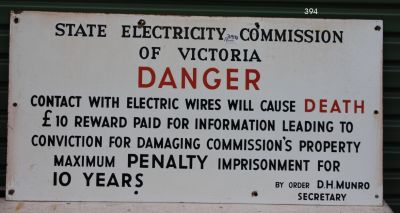 394
STATE ELECTRICITY COMMISSION
OF VICTORIA
DANGER
CONTACT WITH ELECTRIC WIRES WILL CAUSE DEATH
£10 REWARD PAID FOR INFORMATION LEADING TO
CONVICTION FOR DAMAGING COMMISSION'S PROPERTY
MAXIMUM PENALTY IMPRISONMENT FOR
10 YEARS
BY ORDER D.H. MUNRO
SECRETARY